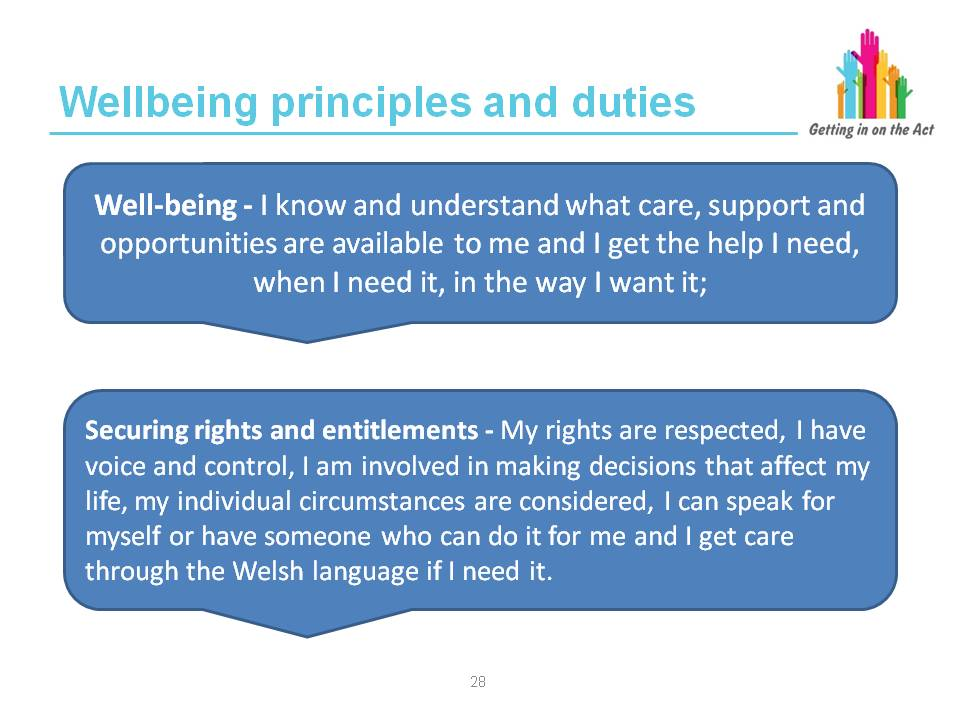 Getting in on the Act
Wellbeing principles and duties
Well-being - I know and understand what care, support and
opportunities are available to me and I get the help I need,
when I need it, in the way I want it;
Securing rights and entitlements - My rights are respected, I have
voice and control, I am involved in making decisions that affect my
life, my individual circumstances are considered, I can speak for
myself or have someone who can do it for me and I get care
through the Welsh language if I need it.
28